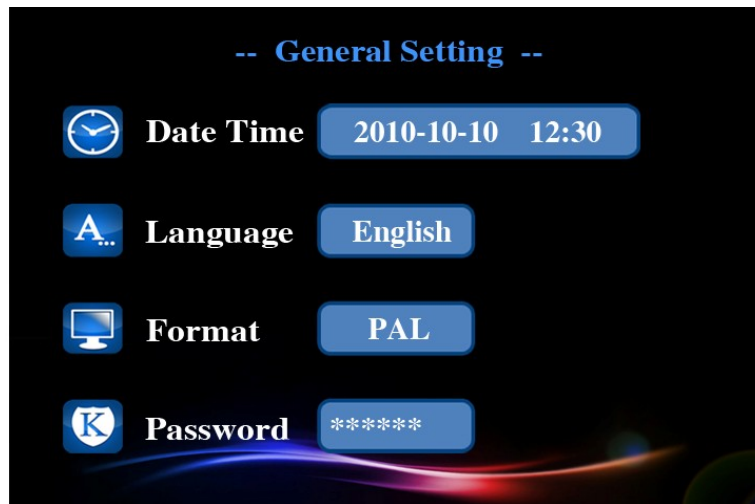 -- General Setting --
Date Time 2010-10-10 12:30
A... Language English
Format PAL
K Password ******